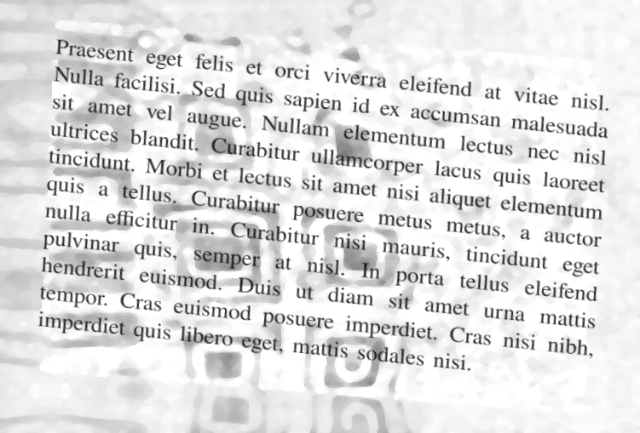 Praesent eget felis et orci viverra eleifend at vitae nisl.
Nulla facilisi. Sed quis sapien id ex accumsan malesuada
sit amet vel augue. Nullam elementum lectus nec nisl
ultrices blandit. Curabitur ullamcorper lacus quis laoreet
tincidunt. Morbi et lectus sit amet nisi aliquet elementum
quis a tellus. Curabitur posuere metus metus, a auctor
nulla efficitur in. Curabitur nisi mauris, tincidunt eget
pulvinar quis, semper at nisl. In porta tellus eleifend
hendrerit euismod. Duis ut diam sit amet urna mattis
tempor. Cras euismod posuere imperdiet. Cras nisi nibh,
imperdiet quis libero eget, mattis sodales nisi.